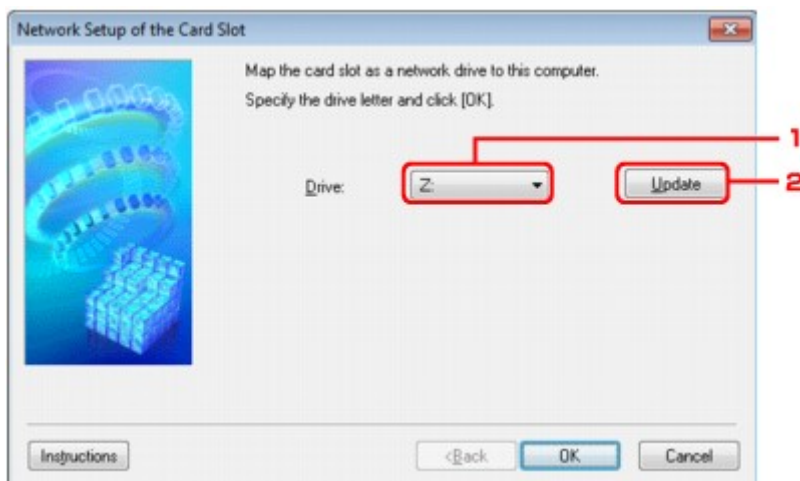 Network Setup of the Card Slot
Map the card slot as a network drive to this computer.
Specify the drive letter and click [OK].
1
Drive:
Z:
Update
2
Instructions
<Back
OK
Cancel